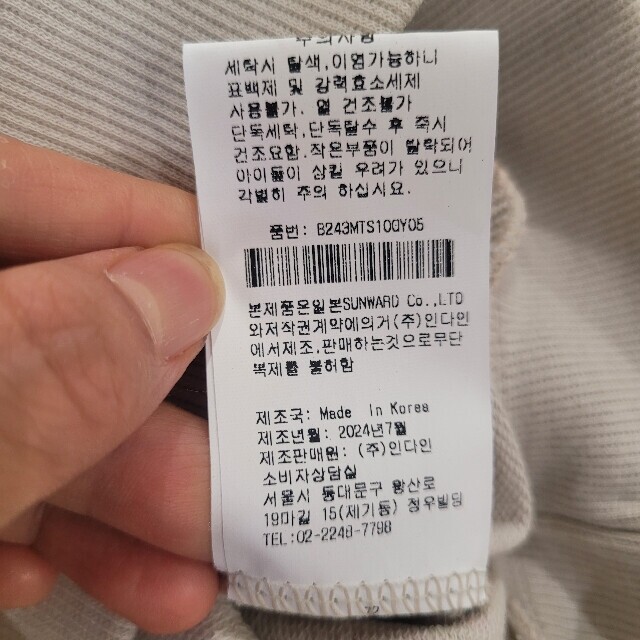 주의사항
세탁시 탈색,이염가능하니
표백제 및 강력효소세제
사용불가. 열 건조불가
단독세탁,단독탈수 후 즉시
건조요함.작은부품이 탈락되어
아이들이 삼킬 우려가 있으니
각별히 주의 하십시요.
품번: B243MTS100Y05
본제품은일본SUNWARD Co.,LTD
와저작권계약에의거(주)인다인
에서제조,판매하는것으로무단
복제를 불허함
제조국: Made In Korea
제조년월: 2024년7월
제조판매원: (주)인다인
소비자상담실
서울시 동대문구 왕산로
19마길 15(제기동) 정우빌딩
TEL:02-2249-7798